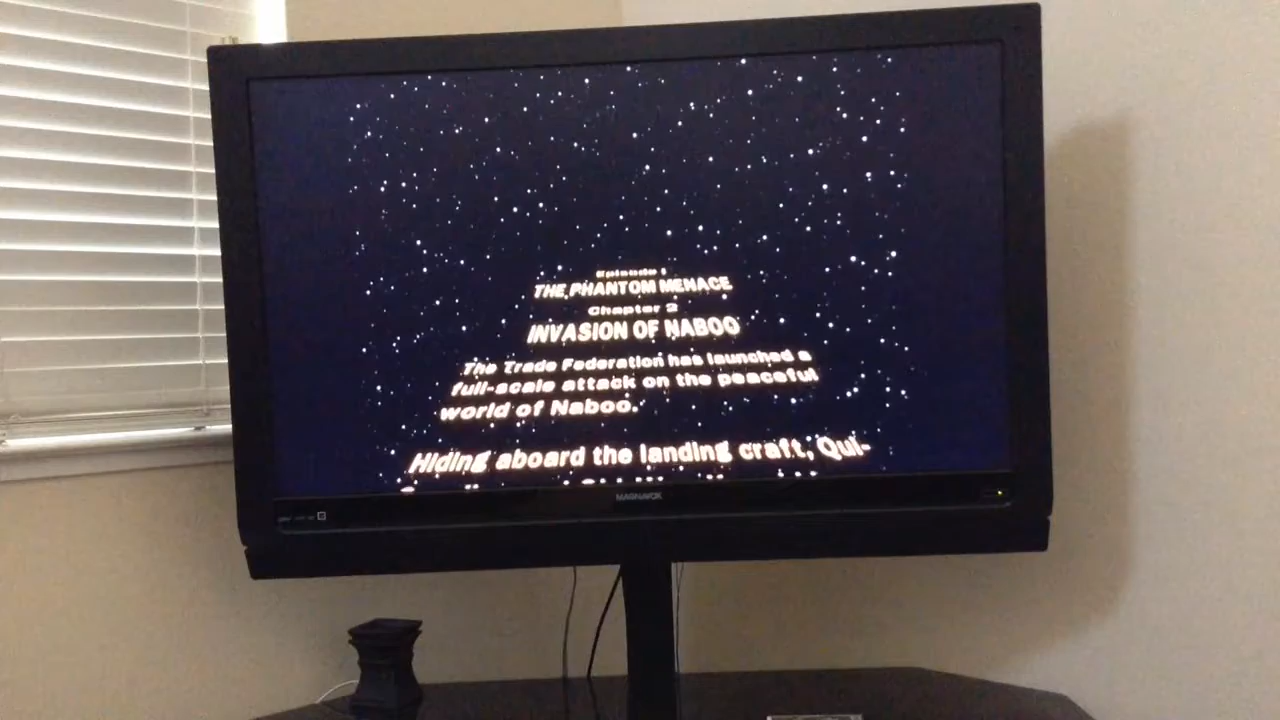 Episode I
THE PHANTOM MENACE
Chapter 2
INVASION OF NABOO
The Trade Federation has launched a
full-scale attack on the peaceful
world of Naboo.
Hiding aboard the landing craft, Qui-
MAGNAVOX